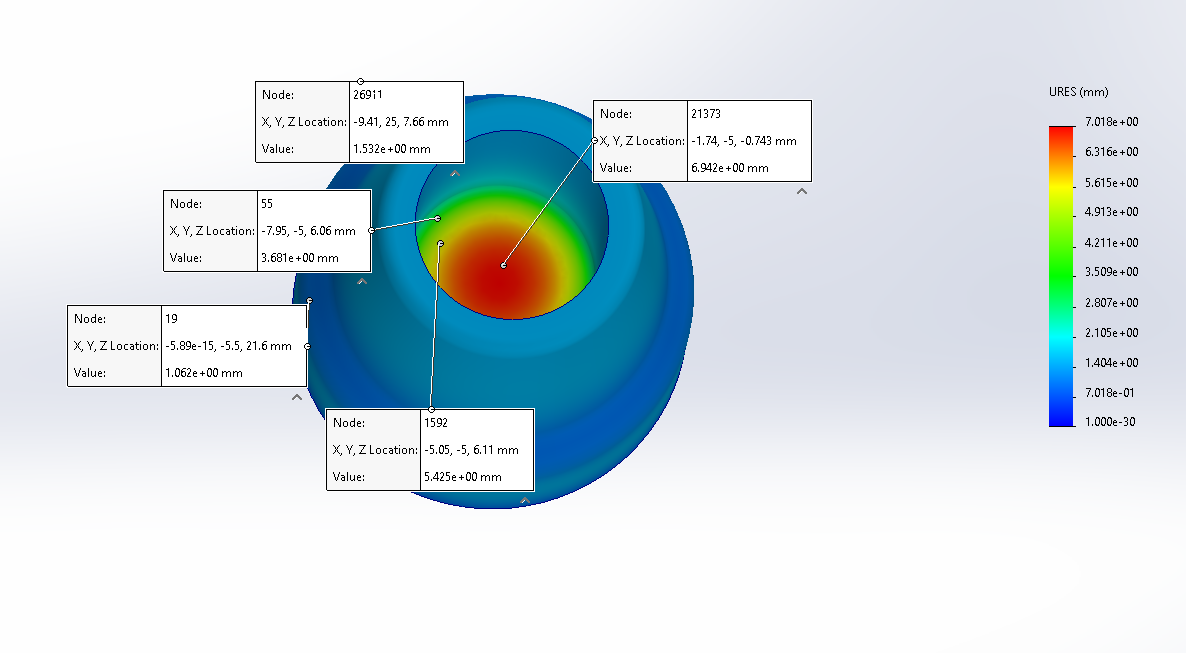 Node: 26911
X, Y, Z Location: -9.41, 25, 7.66 mm
Value: 1.532e+00 mm
Node: 21373
X, Y, Z Location: -1.74, -5, -0.743 mm
Value: 6.942e+00 mm
Node: 55
X, Y, Z Location: -7.95, -5, 6.06 mm
Value: 3.681e+00 mm
Node: 19
X, Y, Z Location: -5.89e-15, -5.5, 21.6 mm
Value: 1.062e+00 mm
Node: 1592
X, Y, Z Location: -5.05, -5, 6.11 mm
Value: 5.425e+00 mm
URES (mm)
7.018e+00
6.316e+00
5.615e+00
4.913e+00
4.211e+00
3.509e+00
2.807e+00
2.105e+00
1.404e+00
7.018e-01
1.000e-30